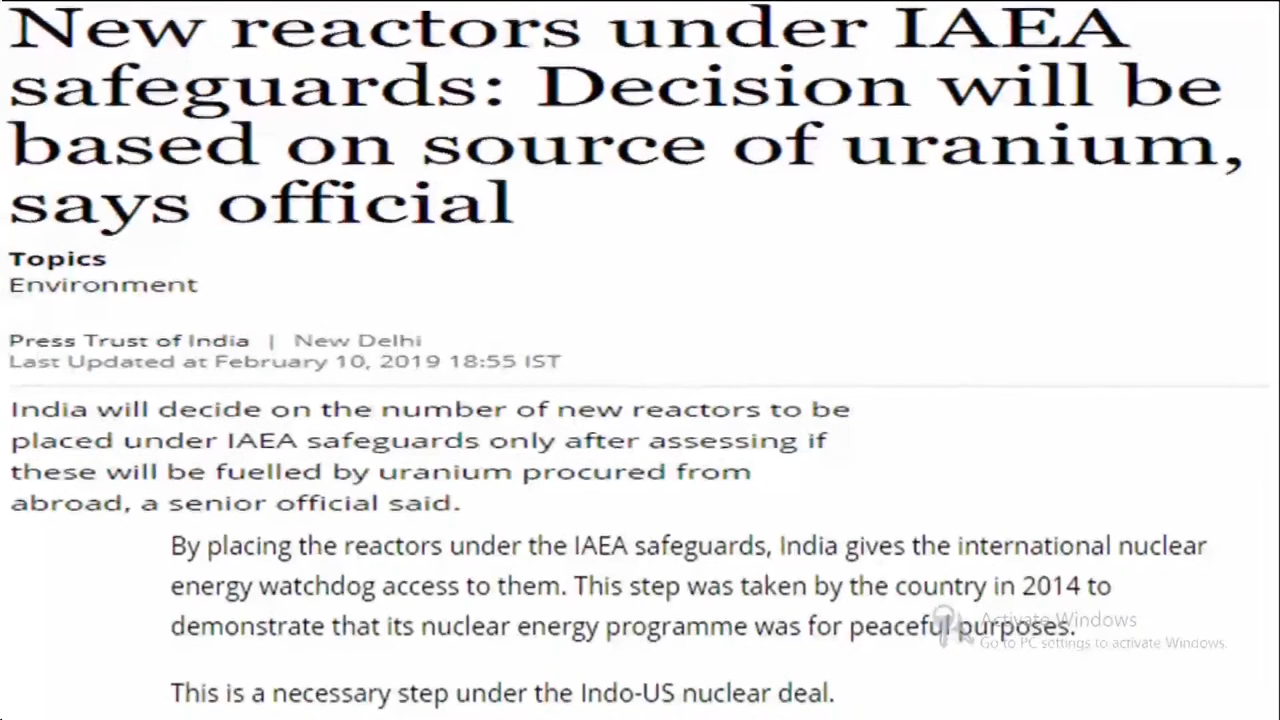 New reactors under IAEA
safeguards: Decision will be
based on source of uranium,
says official
Topics
Environment
Press Trust of India | New Delhi
Last Updated at February 10, 2019 18:55 IST
India will decide on the number of new reactors to be
placed under IAEA safeguards only after assessing if
these will be fuelled by uranium procured from
abroad, a senior official said.
By placing the reactors under the IAEA safeguards, India gives the international nuclear
energy watchdog access to them. This step was taken by the country in 2014 to
demonstrate that its nuclear energy programme was for peaceful purposes.
Activate Windows
Go to PC settings to activate Windows.
This is a necessary step under the Indo-US nuclear deal.